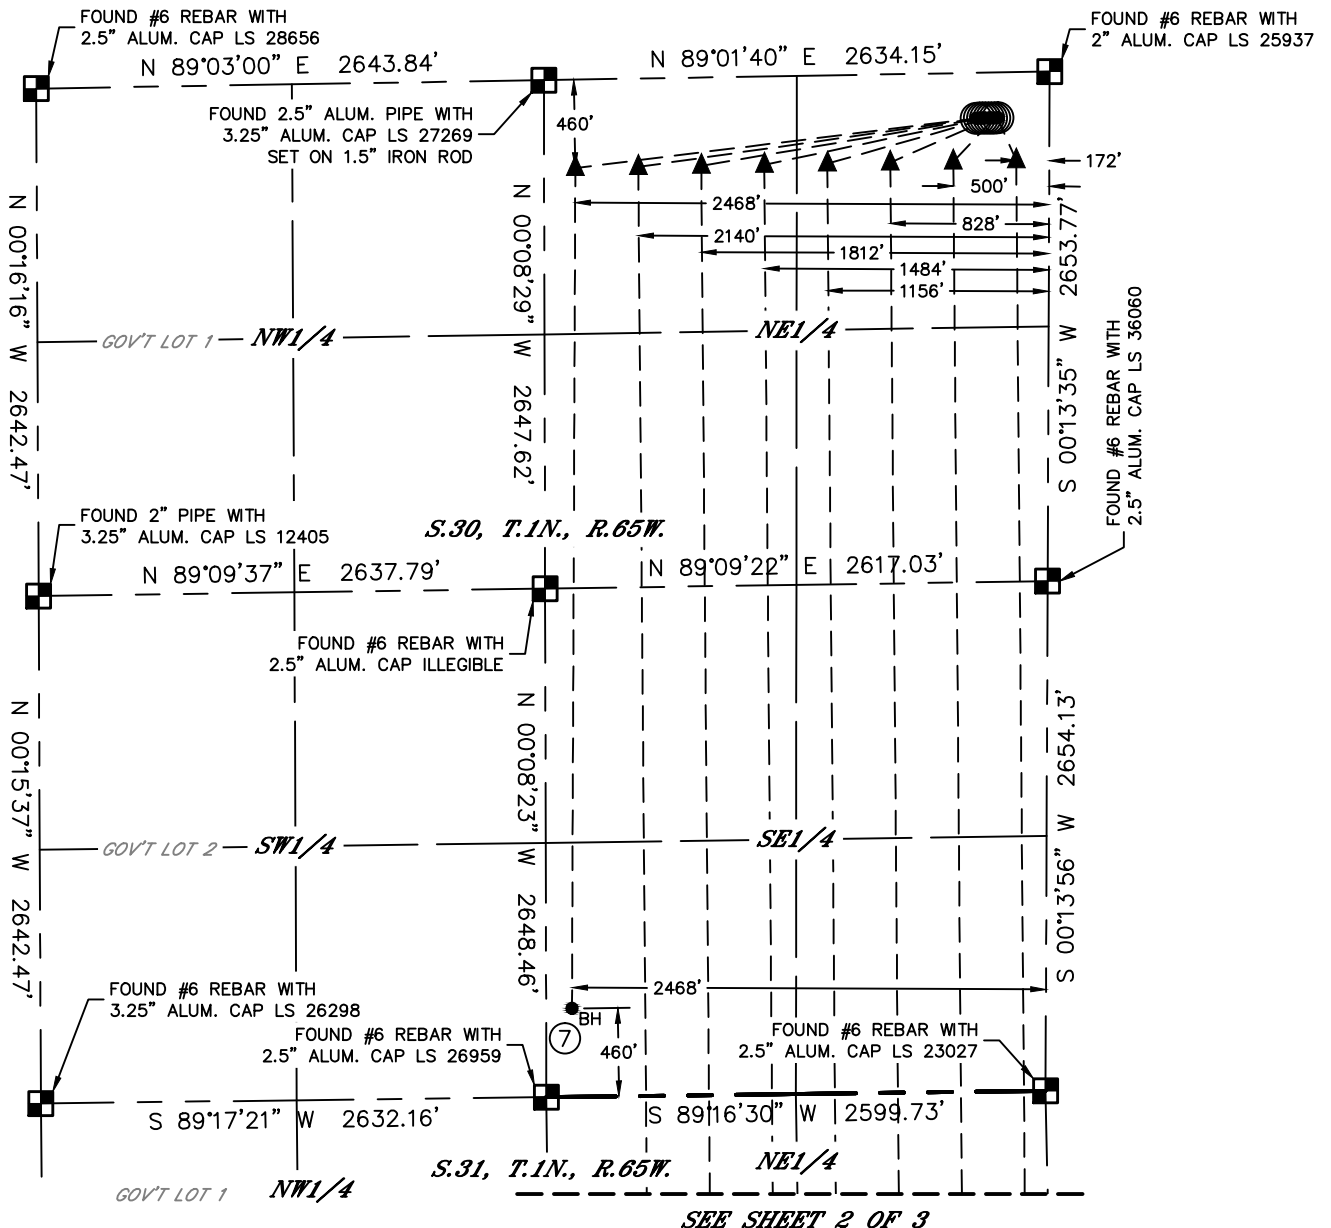 FOUND #6 REBAR WITH
2.5" ALUM. CAP LS 28656
FOUND #6 REBAR WITH
2" ALUM. CAP LS 25937
N 89°03'00" E 2643.84'
N 89°01'40" E 2634.15'
FOUND 2.5" ALUM. PIPE WITH
3.25" ALUM. CAP LS 27269
SET ON 1.5" IRON ROD
460'
172'
500'
2468'
828'
2140'
1812'
1484'
1156'
N 00°16'16" W 2642.47'
N 00°08'29" W 2647.62'
S 00°13'35" W 2653.77'
GOV'T LOT 1
NW1/4
NE1/4
FOUND #6 REBAR WITH
2.5" ALUM. CAP LS 36060
FOUND 2" PIPE WITH
3.25" ALUM. CAP LS 12405
S.30, T.1N., R.65W.
N 89°09'37" E 2637.79'
N 89°09'22" E 2617.03'
FOUND #6 REBAR WITH
2.5" ALUM. CAP ILLEGIBLE
N 00°15'37" W 2642.47'
N 00°08'23" W 2648.46'
S 00°13'56" W 2654.13'
GOV'T LOT 2
SW1/4
SE1/4
2468'
BH
7
460'
FOUND #6 REBAR WITH
3.25" ALUM. CAP LS 26298
FOUND #6 REBAR WITH
2.5" ALUM. CAP LS 26959
FOUND #6 REBAR WITH
2.5" ALUM. CAP LS 23027
S 89°17'21" W 2632.16'
S 89°16'30" W 2599.73'
S.31, T.1N., R.65W.
NE1/4
GOV'T LOT 1
NW1/4
SEE SHEET 2 OF 3